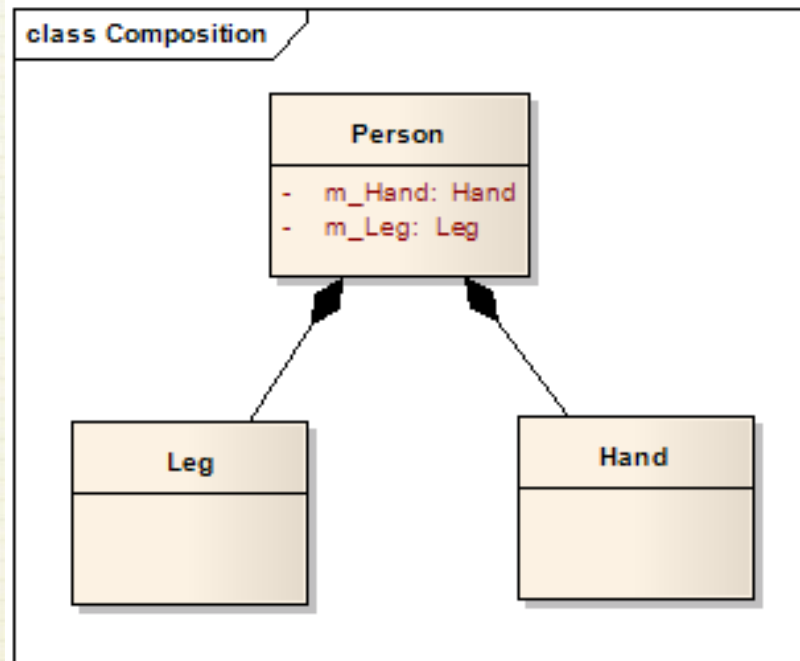 class Composition
Person
- m_Hand: Hand
- m_Leg: Leg
Leg
Hand